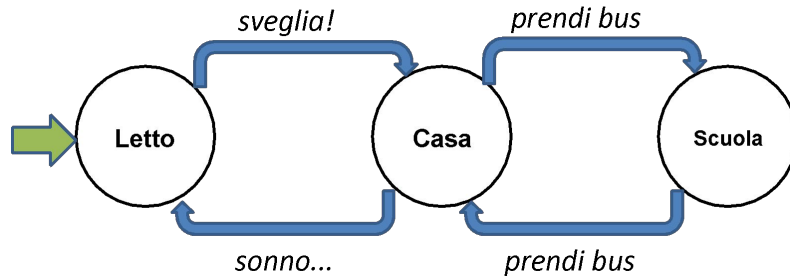 sveglia!
prendi bus
Letto
Casa
Scuola
sonno...
prendi bus